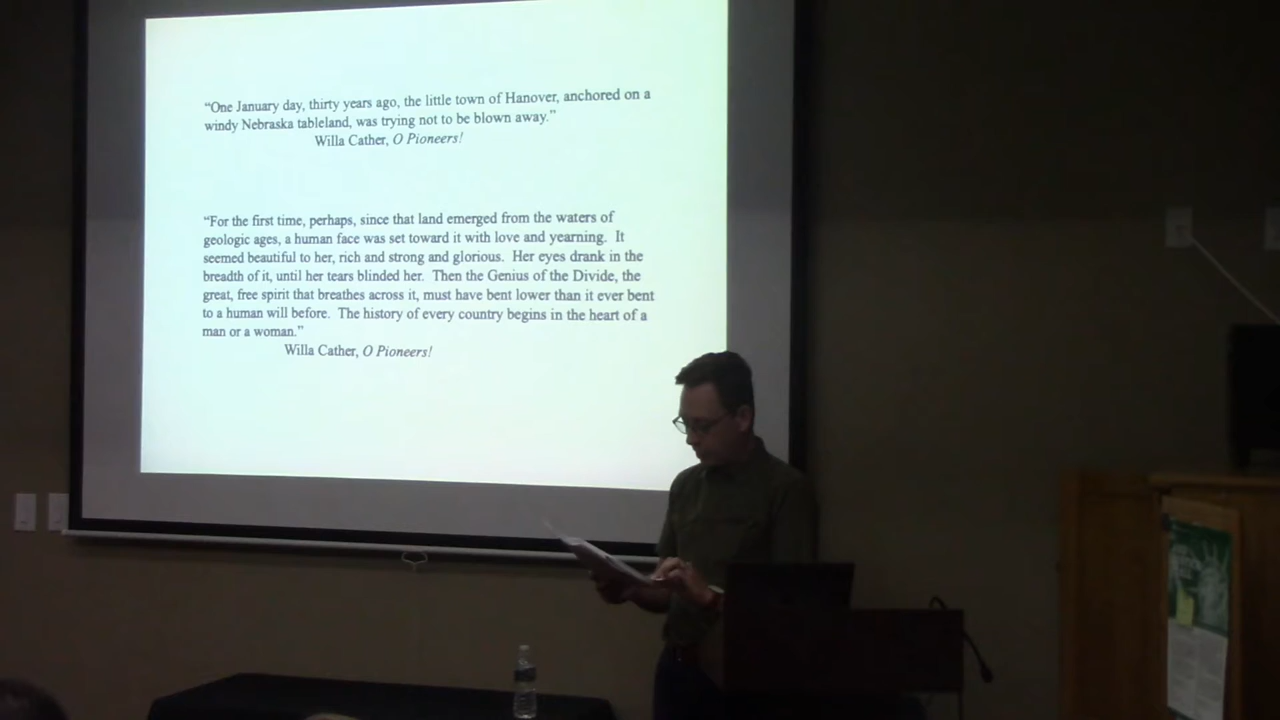 “One January day, thirty years ago, the little town of Hanover, anchored on a
windy Nebraska tableland, was trying not to be blown away.”
Willa Cather, O Pioneers!
“For the first time, perhaps, since that land emerged from the waters of
geologic ages, a human face was set toward it with love and yearning.  It
seemed beautiful to her, rich and strong and glorious.  Her eyes drank in the
breadth of it, until her tears blinded her.  Then the Genius of the Divide, the
great, free spirit that breathes across it, must have bent lower than it ever bent
to a human will before.  The history of every country begins in the heart of a
man or a woman.”
Willa Cather, O Pioneers!